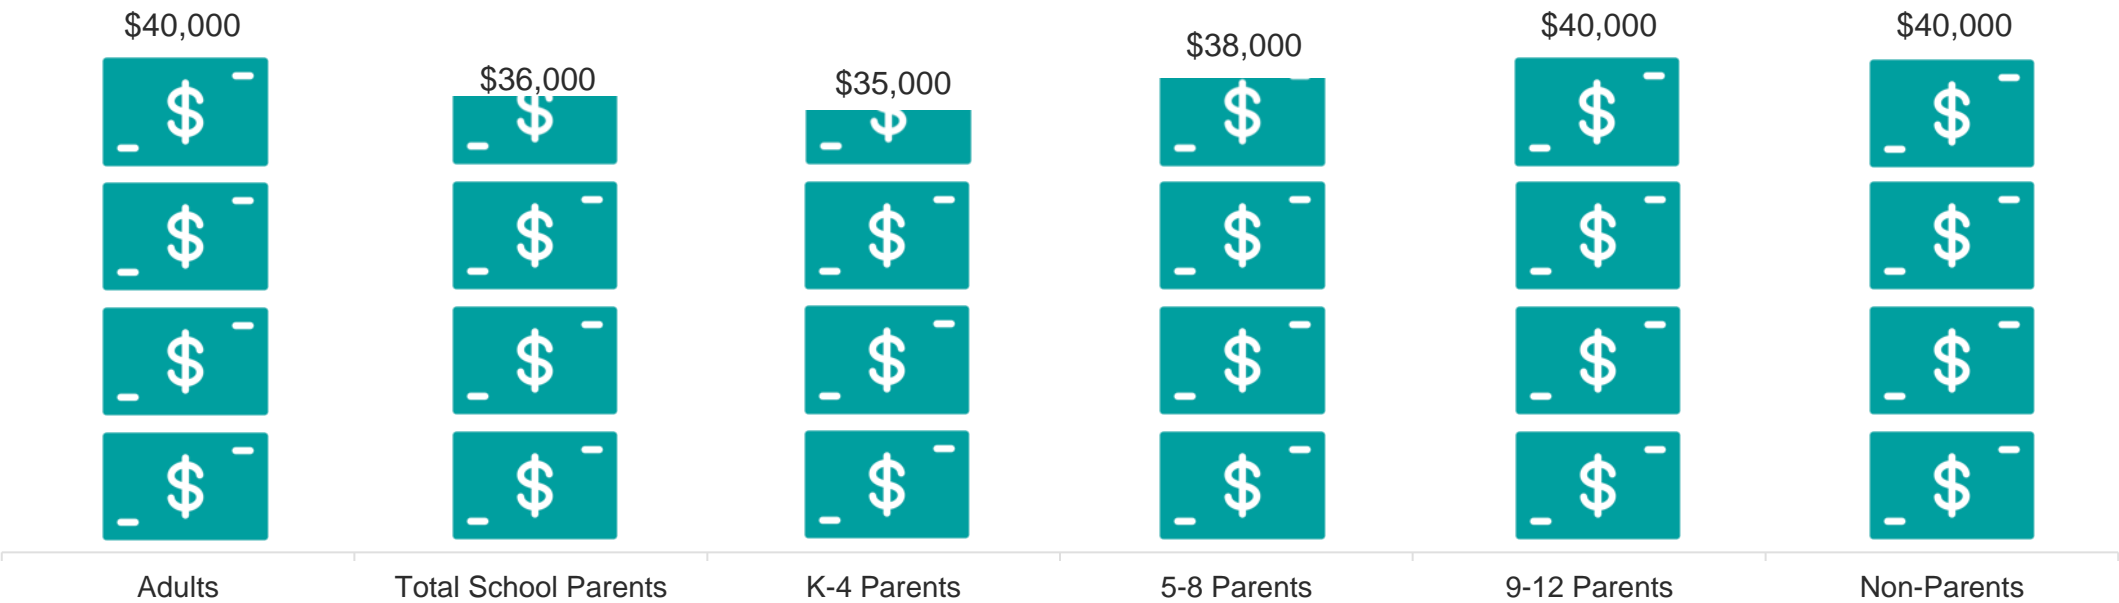 $40,000
$36,000
$35,000
$38,000
$40,000
$40,000
Adults
Total School Parents
K-4 Parents
5-8 Parents
9-12 Parents
Non-Parents